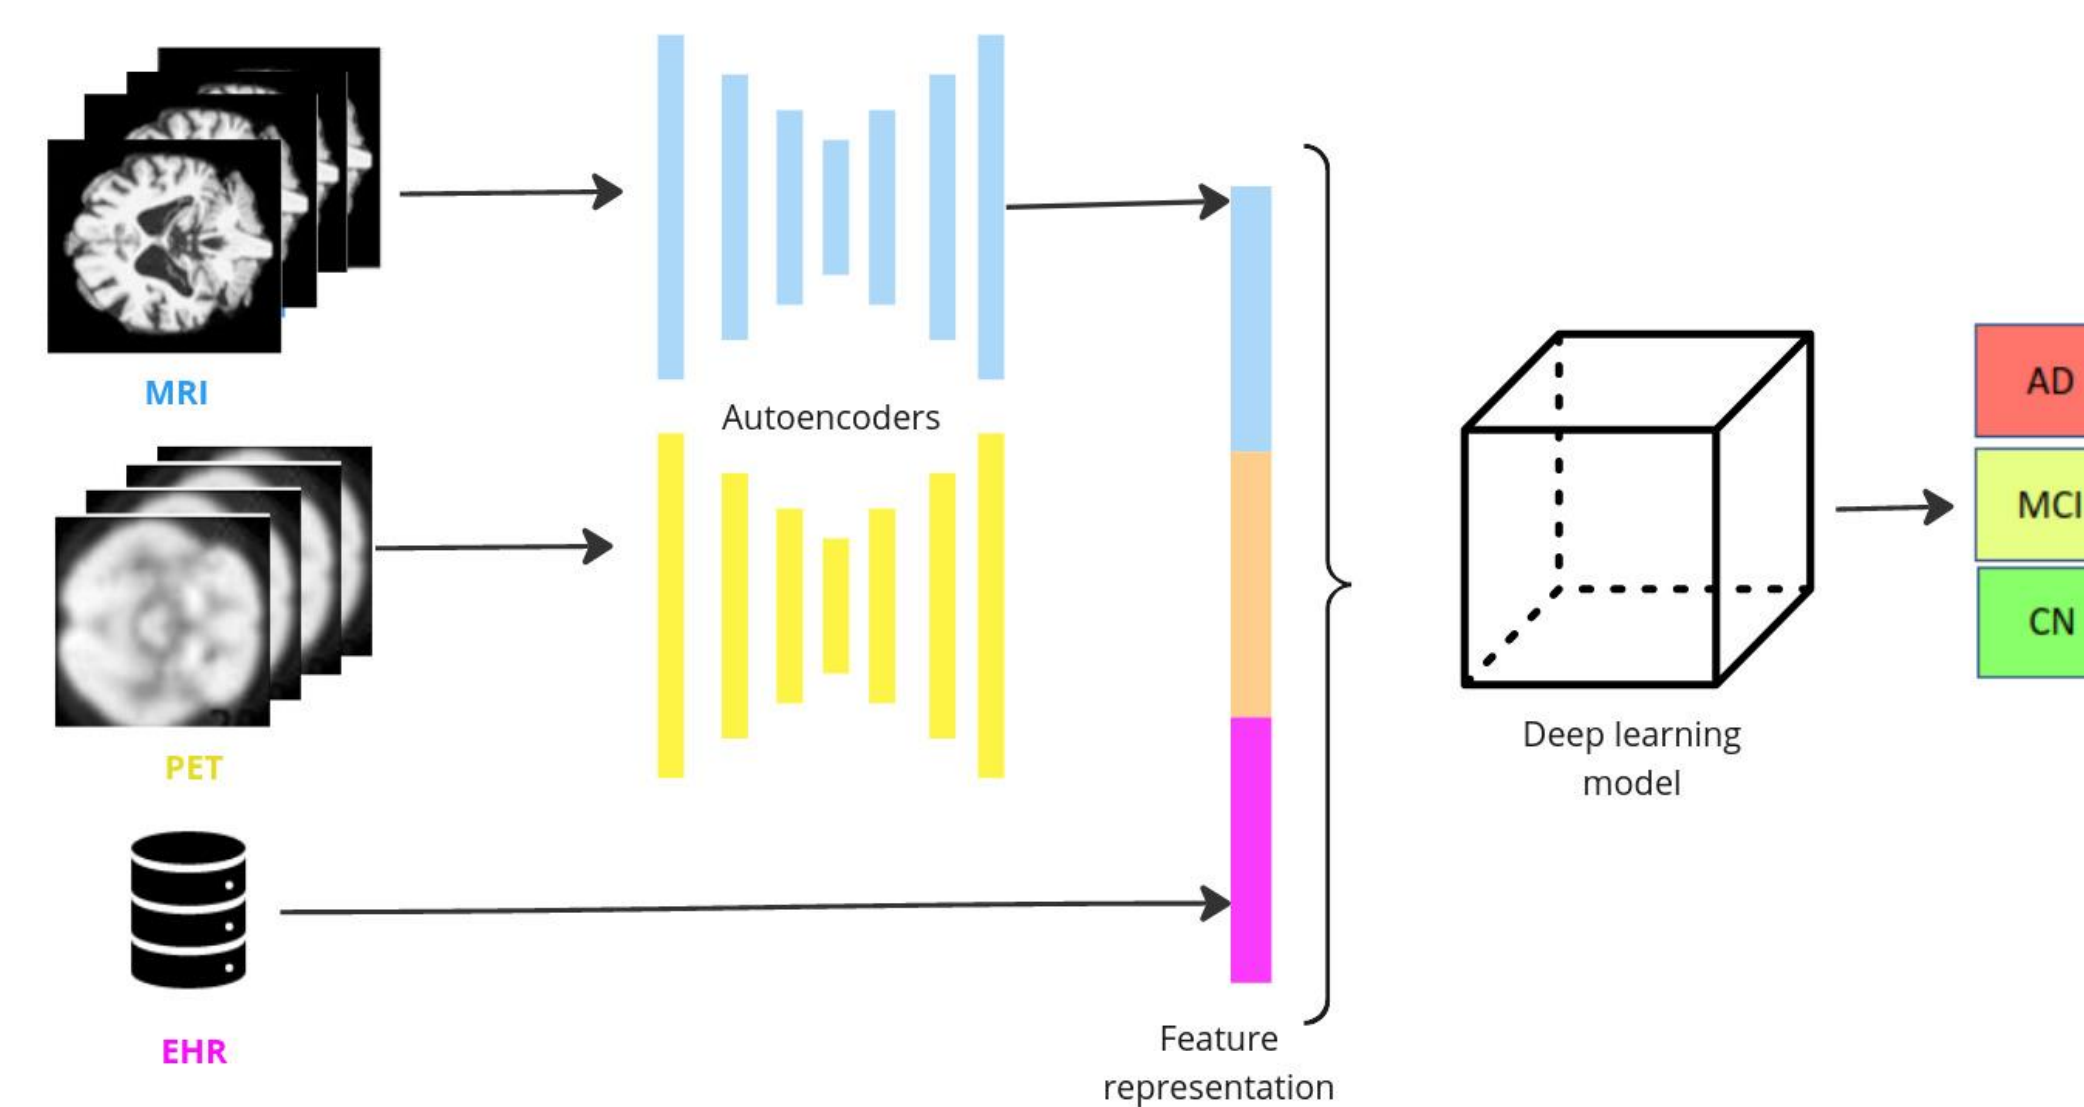 MRI
Autoencoders
PET
EHR
Feature
representation
Deep learning
model
AD
MCI
CN